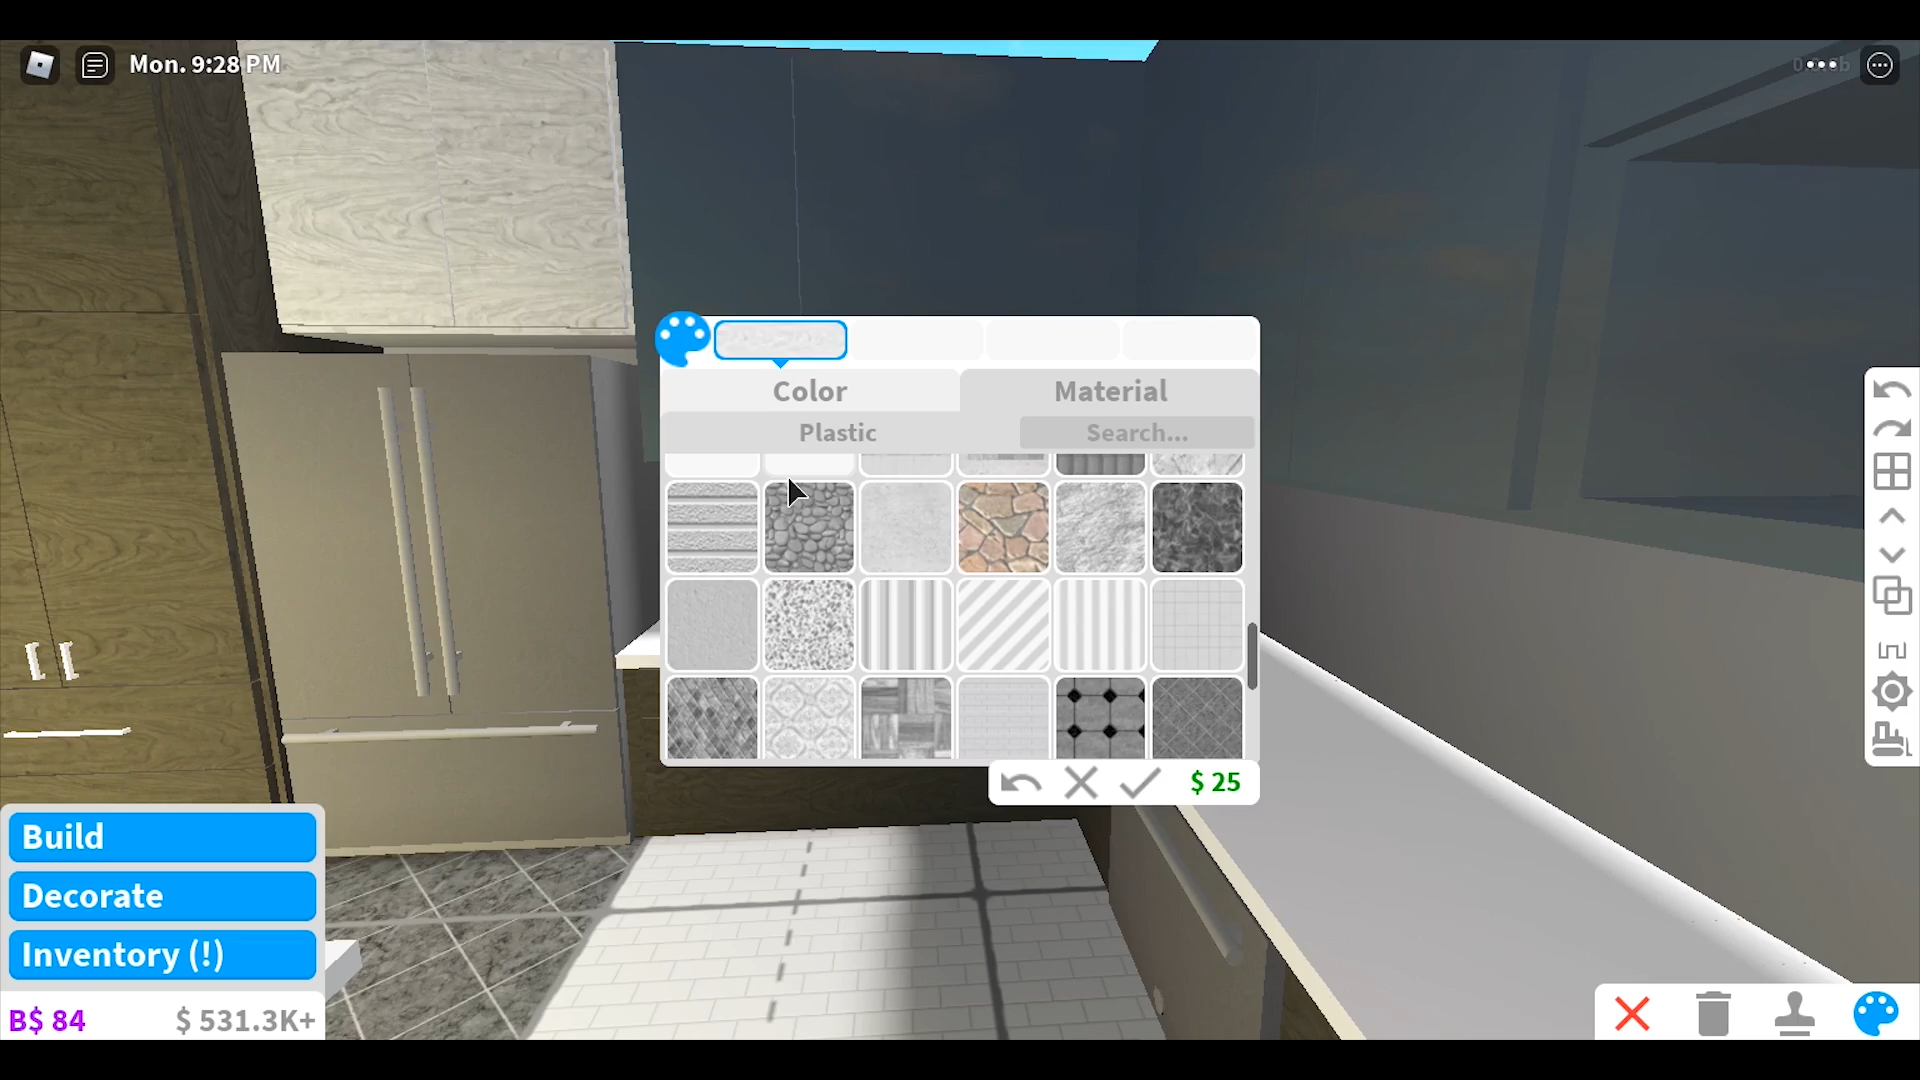 Mon. 9:28 PM
Color
Material
Plastic
Search...
$ 25
Build
Decorate
Inventory (!)
B$ 84
$ 531.3K+